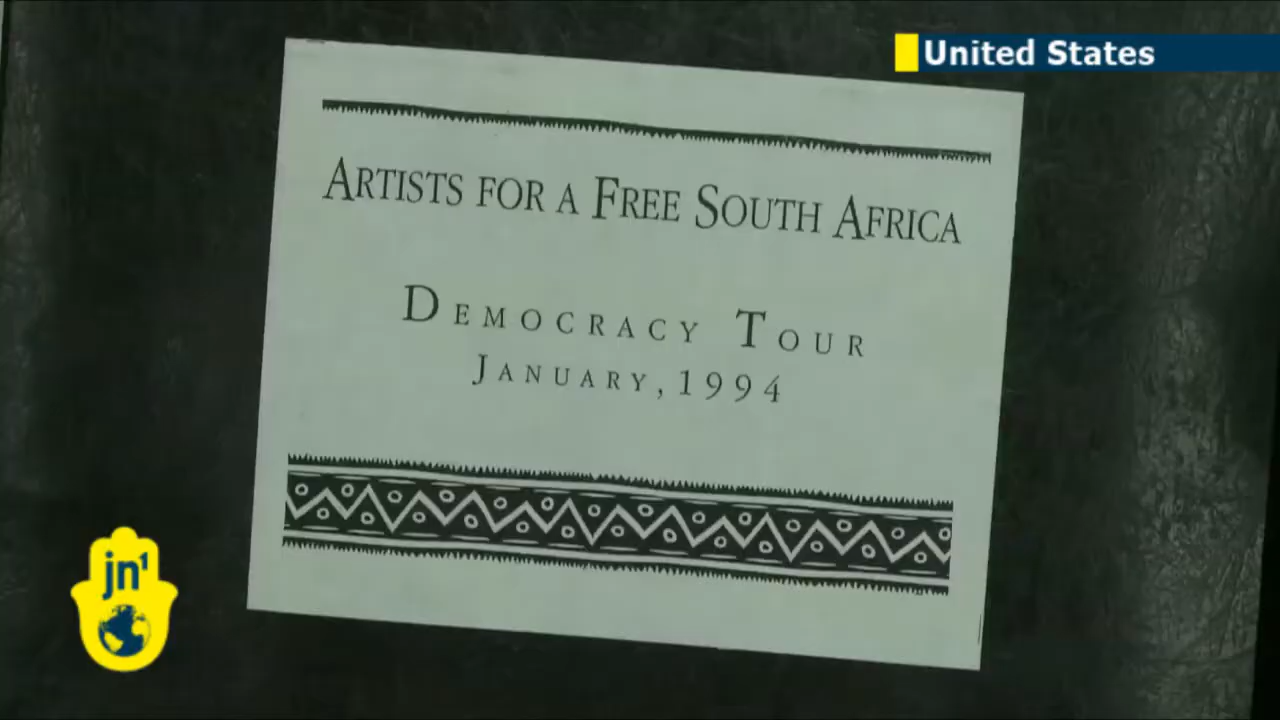 United States
ARTISTS FOR A FREE SOUTH AFRICA
DEMOCRACY TOUR
JANUARY, 1994
jn1